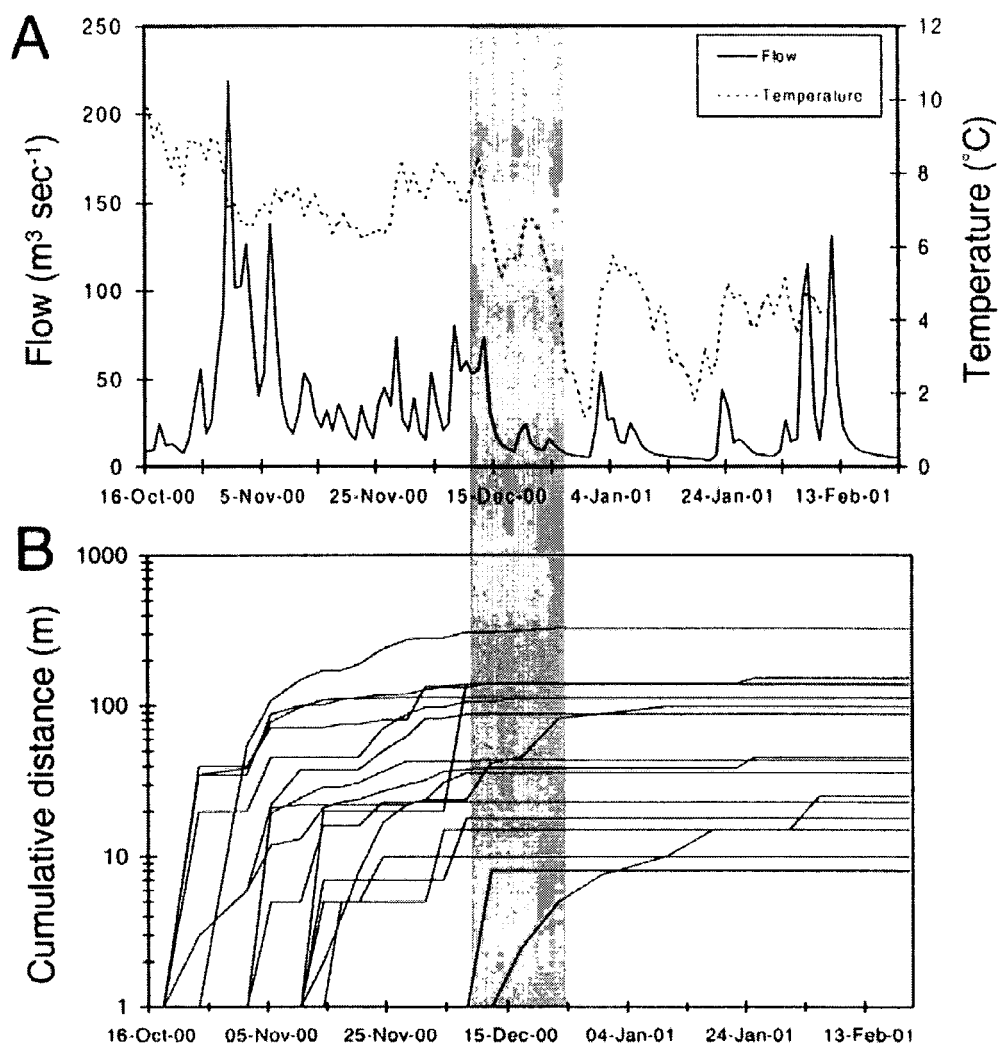 A
Flow (m³ sec⁻¹)
250
200
150
100
50
0
Flow
Temperature
12
10
8
6
4
2
0
Temperature (°C)
16-Oct-00 5-Nov-00 25-Nov-00 15-Dec-00 4-Jan-01 24-Jan-01 13-Feb-01
B
Cumulative distance (m)
1000
100
10
1
16-Oct-00 05-Nov-00 25-Nov-00 15-Dec-00 04-Jan-01 24-Jan-01 13-Feb-01